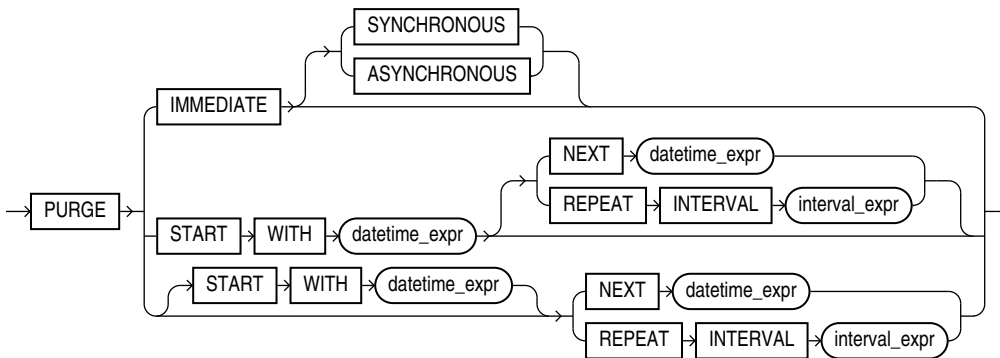 SYNCHRONOUS
ASYNCHRONOUS
IMMEDIATE
NEXT datetime_expr
REPEAT INTERVAL interval_expr
PURGE
START WITH datetime_expr
START WITH datetime_expr
NEXT datetime_expr
REPEAT INTERVAL interval_expr